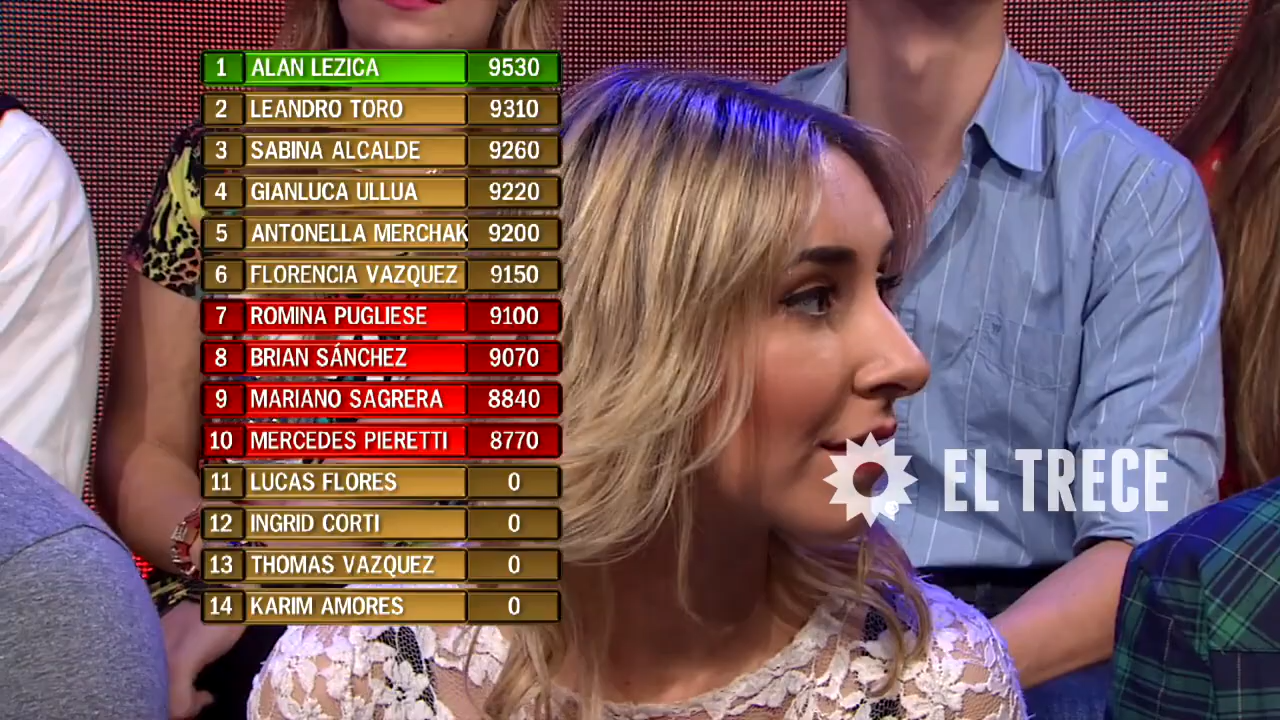 1 ALAN LEZICA 9530
2 LEANDRO TORO 9310
3 SABINA ALCALDE 9260
4 GIANLUCA ULLUA 9220
5 ANTONELLA MERCHAK 9200
6 FLORENCIA VAZQUEZ 9150
7 ROMINA PUGLIESE 9100
8 BRIAN SÁNCHEZ 9070
9 MARIANO SAGRERA 8840
10 MERCEDES PIERETTI 8770
11 LUCAS FLORES 0
12 INGRID CORTI 0
13 THOMAS VAZQUEZ 0
14 KARIM AMORES 0
EL TRECE